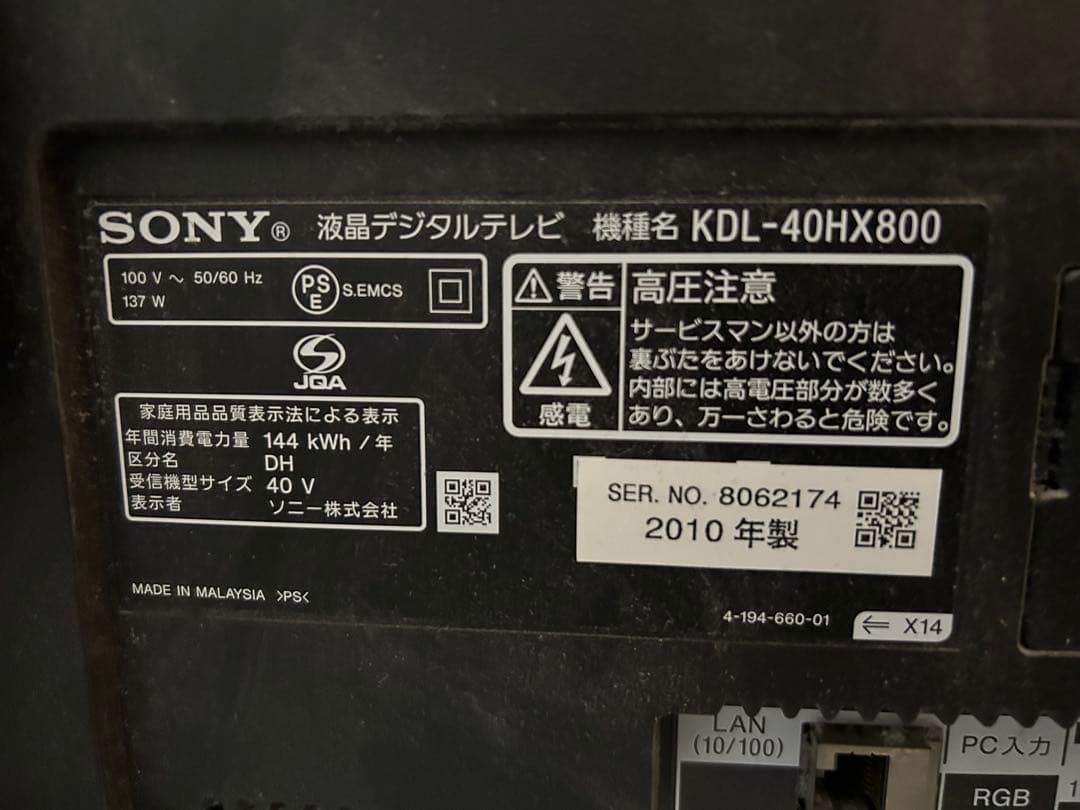 SONY® 液晶デジタルテレビ 機種名 KDL-40HX800
100 V ～ 50/60 Hz
137 W
PS
E
S.EMCS
⚠警告 高圧注意
感電
サービスマン以外の方は
裏ぶたをあけないでください。
内部には高電圧部分が数多く
あり、万一さわると危険です。
JQA
家庭用品品質表示法による表示
年間消費電力量 144 kWh / 年
区分名 DH
受信機型サイズ 40 V
表示者 ソニー株式会社
SER. NO. 8062174
2010 年製
MADE IN MALAYSIA >PS<
4-194-660-01
⇐ X14
LAN
(10/100)
PC入力
RGB